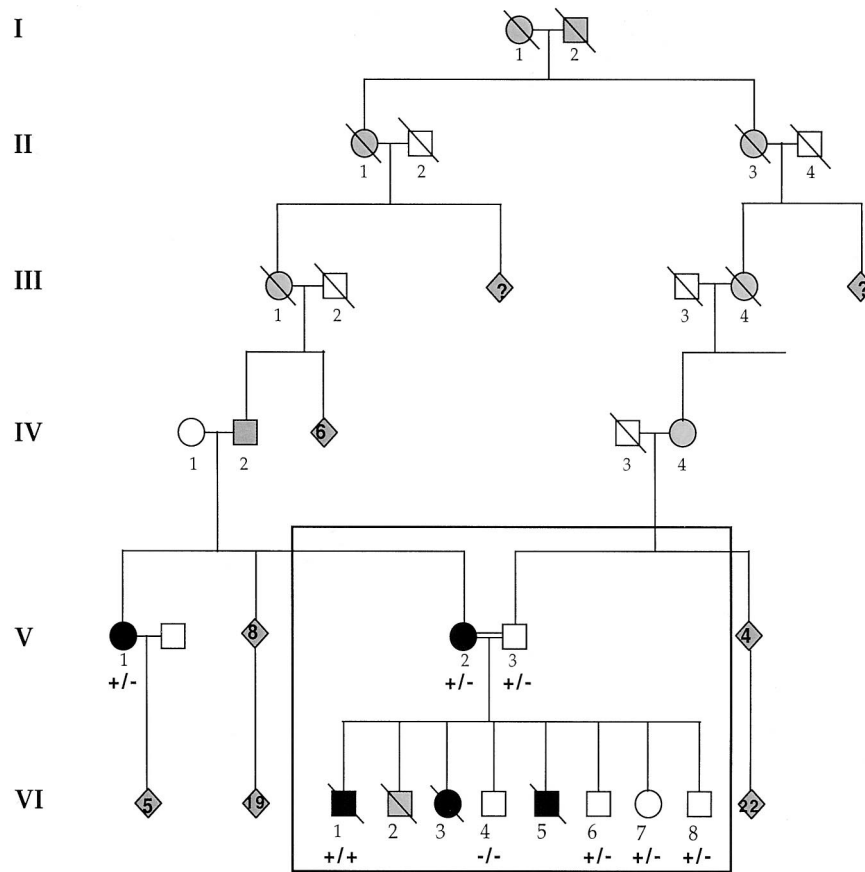 I
1 2
II
1 2 3 4
III
1 2 ? 3 4 ?
IV
1 2 6 3 4
V
1 8 2 3 4
+/- +/- +/-
VI
5 19 1 2 3 4 5 6 7 8 22
+/+ -/- +/- +/- +/-